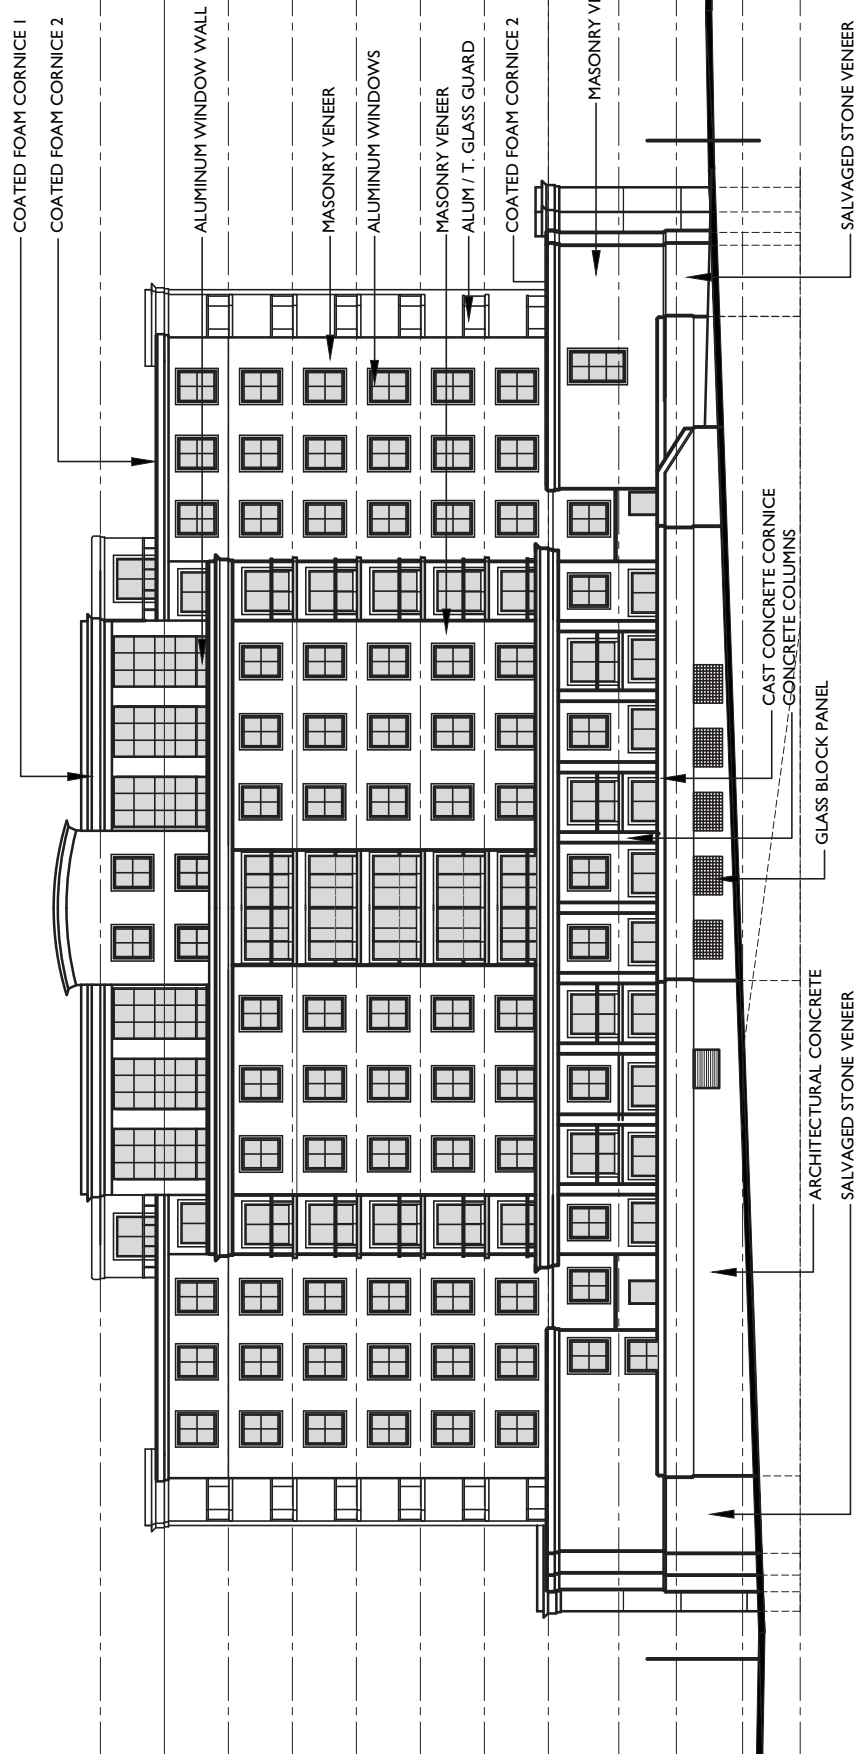 COATED FOAM CORNICE 1
COATED FOAM CORNICE 2
ALUMINUM WINDOW WALL
MASONRY VENEER
ALUMINUM WINDOWS
MASONRY VENEER
ALUM / T. GLASS GUARD
COATED FOAM CORNICE 2
MASONRY
SALVAGED STONE VENEER
CAST CONCRETE CORNICE
CONCRETE COLUMNS
GLASS BLOCK PANEL
ARCHITECTURAL CONCRETE
SALVAGED STONE VENEER